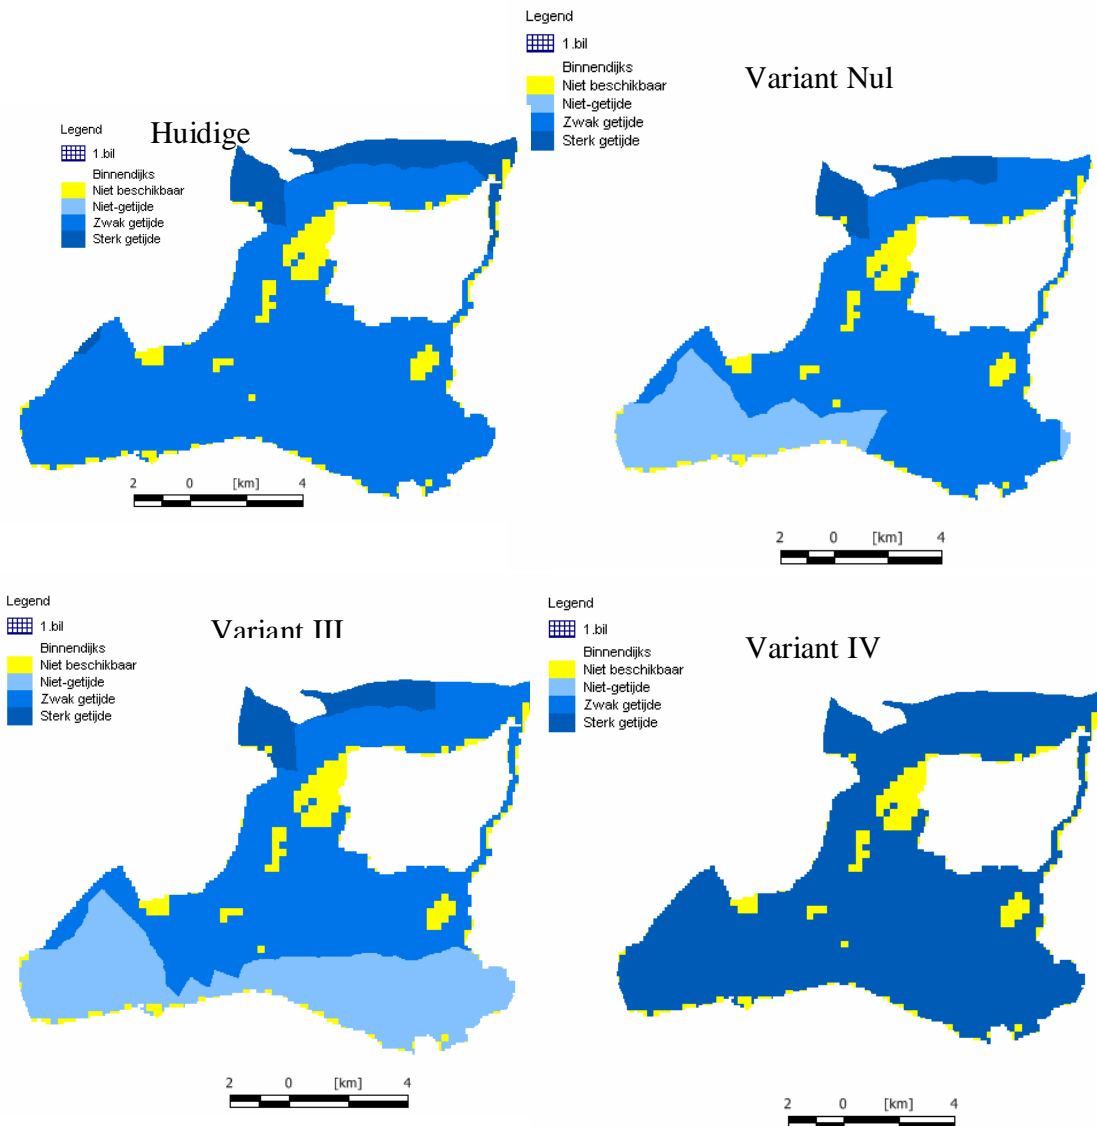 Huidige
Legend
1.bil
Binnendijks
Niet beschikbaar
Niet-getijde
Zwak getijde
Sterk getijde
2 0 [km] 4
Variant Nul
Legend
1.bil
Binnendijks
Niet beschikbaar
Niet-getijde
Zwak getijde
Sterk getijde
2 0 [km] 4
Variant III
Legend
1.bil
Binnendijks
Niet beschikbaar
Niet-getijde
Zwak getijde
Sterk getijde
2 0 [km] 4
Variant IV
Legend
1.bil
Binnendijks
Niet beschikbaar
Niet-getijde
Zwak getijde
Sterk getijde
2 0 [km] 4